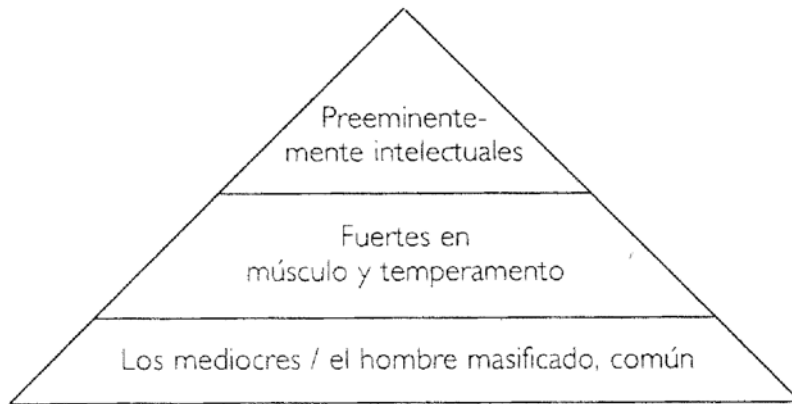 Preeminente-
mente intelectuales
Fuertes en
músculo y temperamento
Los mediocres / el hombre masificado, común